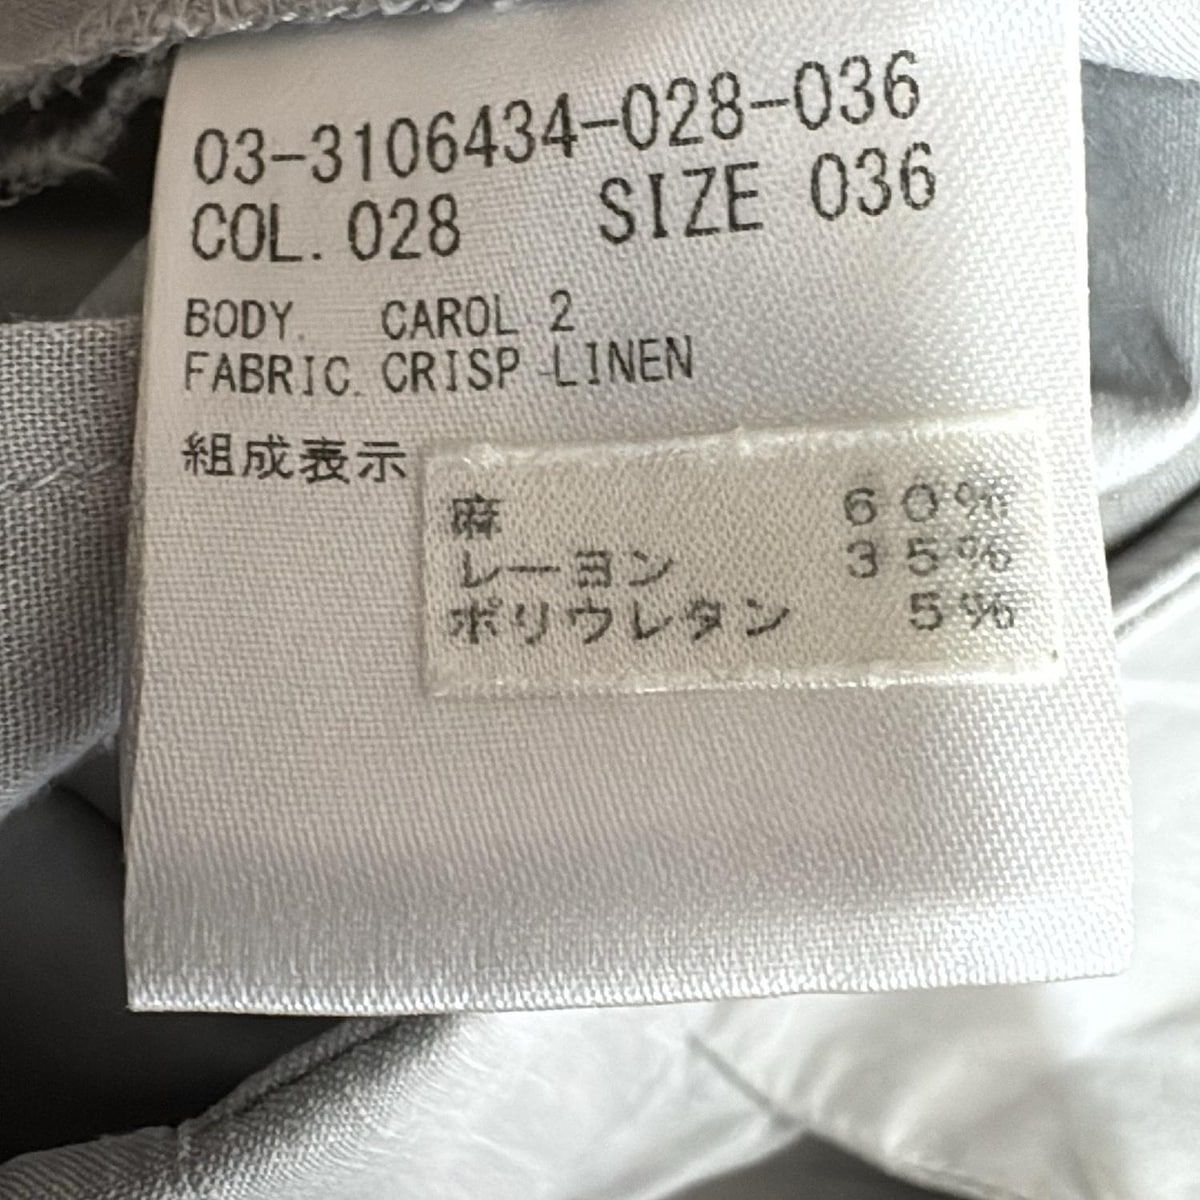 03-3106434-028-036
COL.028 SIZE 036
BODY. CAROL 2
FABRIC. CRISP LINEN
組成表示
麻 60%
レーヨン 35%
ポリウレタン 5%